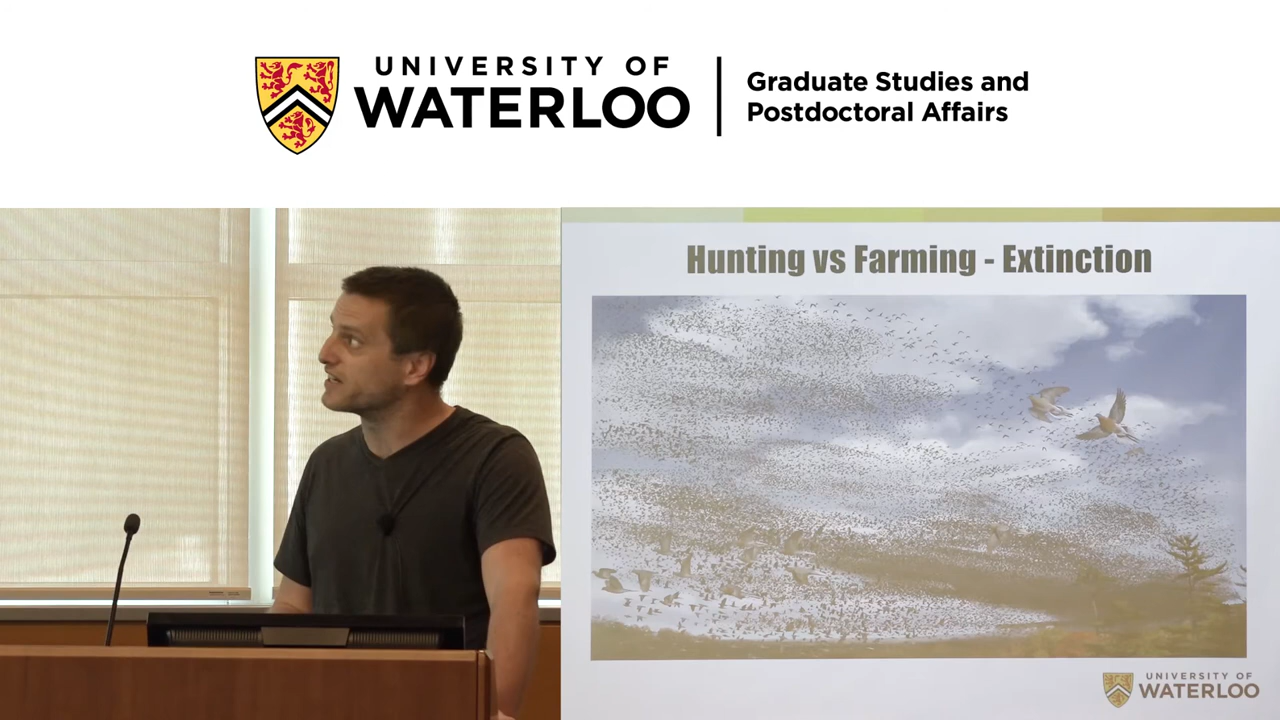 UNIVERSITY OF
WATERLOO
Graduate Studies and
Postdoctoral Affairs
Hunting vs Farming - Extinction
UNIVERSITY OF
WATERLOO